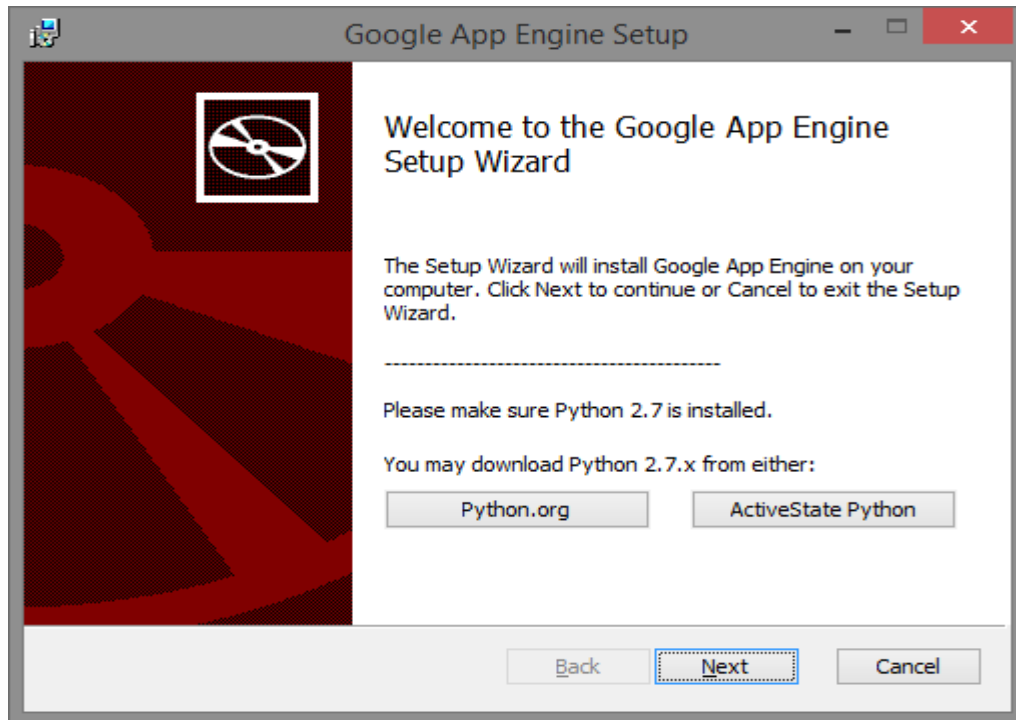 Google App Engine Setup
Welcome to the Google App Engine
Setup Wizard
The Setup Wizard will install Google App Engine on your
computer. Click Next to continue or Cancel to exit the Setup
Wizard.
------------------------------------------
Please make sure Python 2.7 is installed.
You may download Python 2.7.x from either:
Python.org ActiveState Python
Back Next Cancel